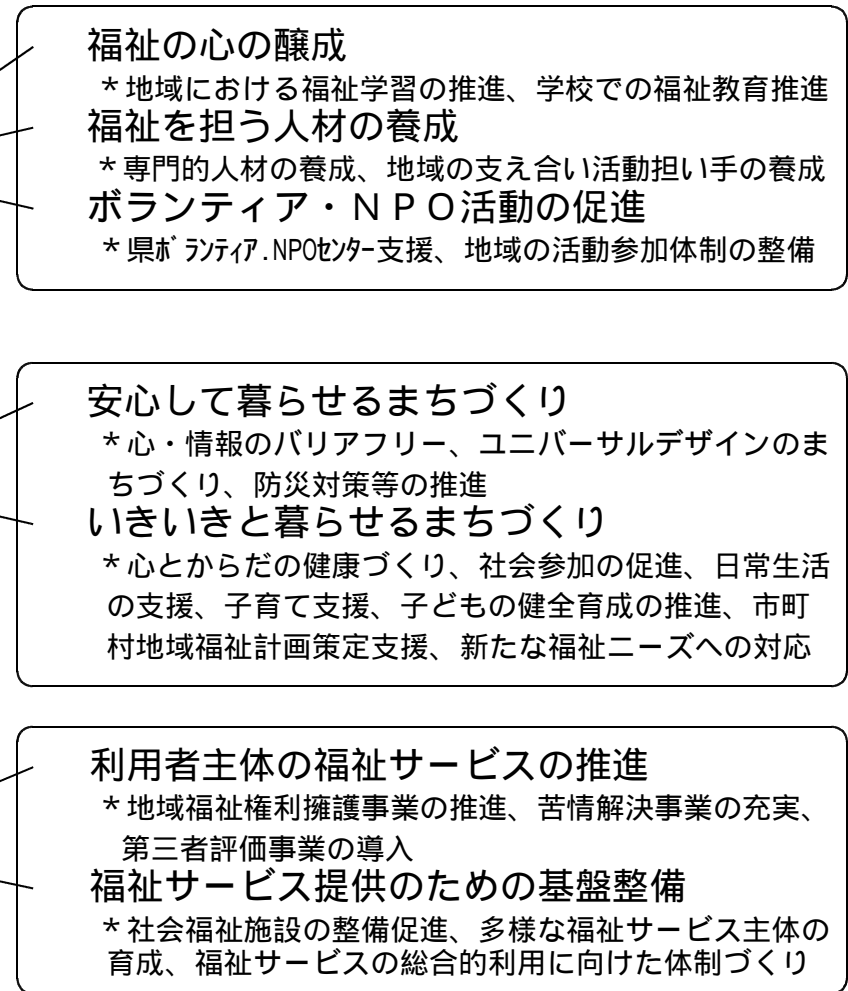 福祉の心の醸成
＊地域における福祉学習の推進、学校での福祉教育推進
福祉を担う人材の養成
＊専門的人材の養成、地域の支え合い活動担い手の養成
ボランティア・ＮＰＯ活動の促進
＊県ﾎﾞﾗﾝﾃｨｱ.NPOｾﾝﾀｰ支援、地域の活動参加体制の整備
安心して暮らせるまちづくり
＊心・情報のバリアフリー、ユニバーサルデザインのま
ちづくり、防災対策等の推進
いきいきと暮らせるまちづくり
＊心とからだの健康づくり、社会参加の促進、日常生活
の支援、子育て支援、子どもの健全育成の推進、市町
村地域福祉計画策定支援、新たな福祉ニーズへの対応
利用者主体の福祉サービスの推進
＊地域福祉権利擁護事業の推進、苦情解決事業の充実、
第三者評価事業の導入
福祉サービス提供のための基盤整備
＊社会福祉施設の整備促進、多様な福祉サービス主体の
育成、福祉サービスの総合的利用に向けた体制づくり